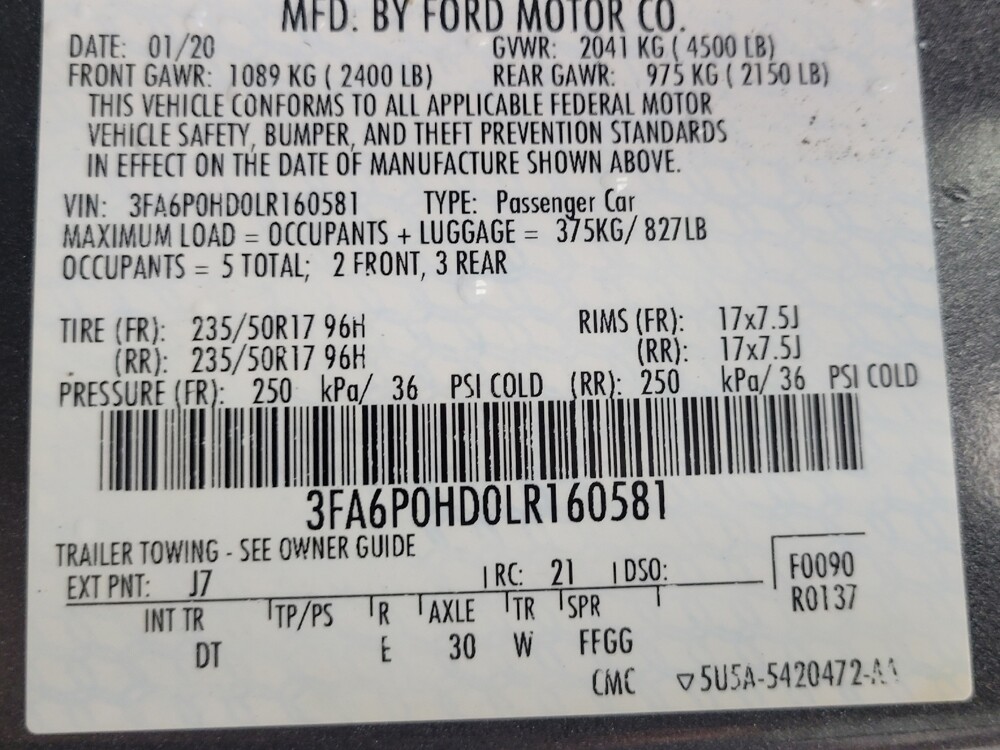 MFD. BY FORD MOTOR CO.
DATE: 01/20 GVWR: 2041 KG ( 4500 LB)
FRONT GAWR: 1089 KG ( 2400 LB) REAR GAWR: 975 KG ( 2150 LB)
THIS VEHICLE CONFORMS TO ALL APPLICABLE FEDERAL MOTOR
VEHICLE SAFETY, BUMPER, AND THEFT PREVENTION STANDARDS
IN EFFECT ON THE DATE OF MANUFACTURE SHOWN ABOVE.
VIN: 3FA6P0HD0LR160581 TYPE: Passenger Car
MAXIMUM LOAD = OCCUPANTS + LUGGAGE = 375KG/ 827LB
OCCUPANTS = 5 TOTAL; 2 FRONT, 3 REAR
TIRE (FR): 235/50R17 96H RIMS (FR): 17x7.5J
(RR): 235/50R17 96H (RR): 17x7.5J
PRESSURE (FR): 250 kPa/ 36 PSI COLD (RR): 250 kPa/ 36 PSI COLD
3FA6P0HD0LR160581
TRAILER TOWING - SEE OWNER GUIDE
EXT PNT: J7 RC: 21 DSO: F0090
R0137
INT TR TP/PS R AXLE TR SPR
DT E 30 W FFGG
CMC ▽5U5A-5420472-AA